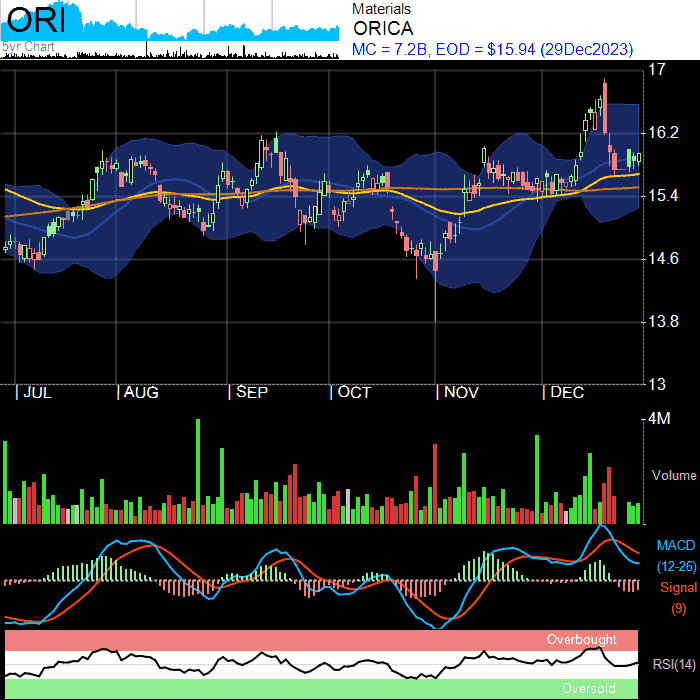 ORI
5yr Chart
Materials
ORICA
MC = 7.2B, EOD = $15.94 (29Dec2023)
17
16.2
15.4
14.6
13.8
13
JUL AUG SEP OCT NOV DEC
4M
Volume
MACD
(12-26)
Signal
(9)
Overbought
RSI(14)
Oversold